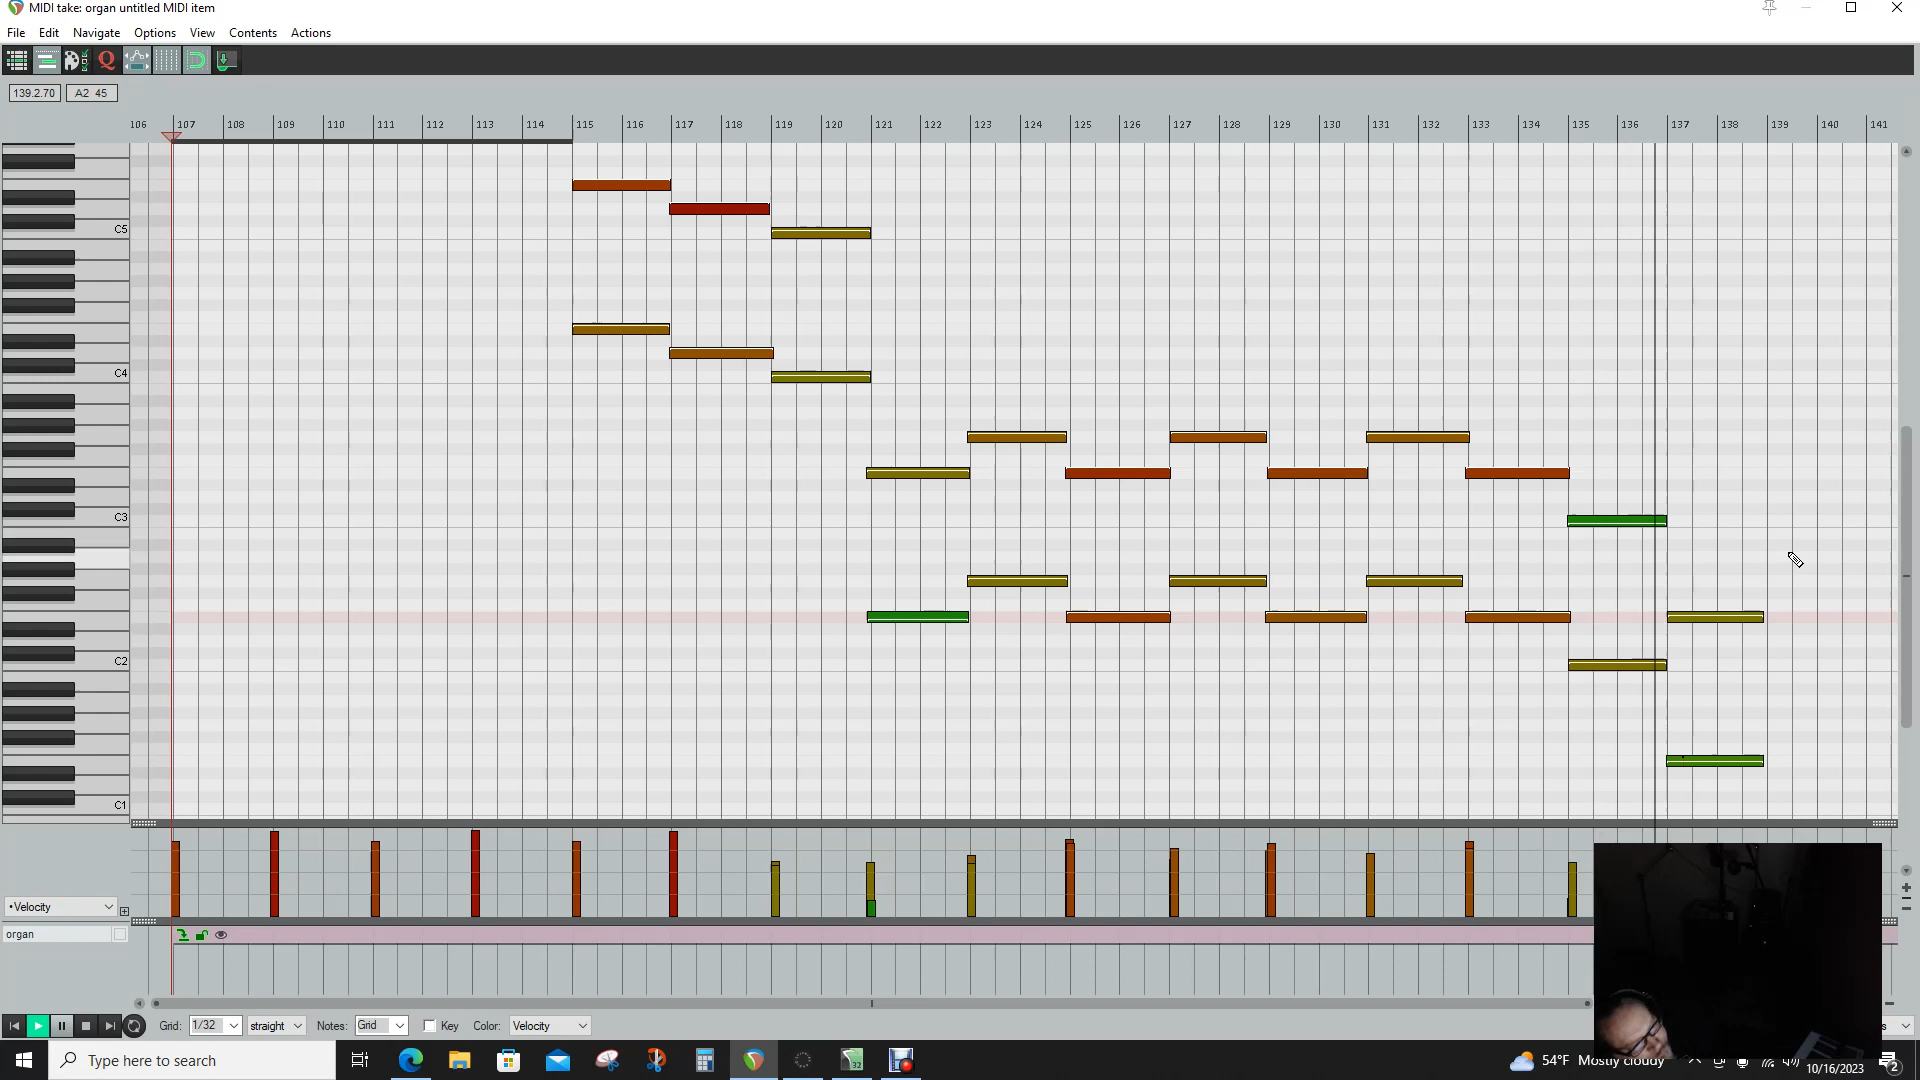 MIDI take: organ untitled MIDI item
File Edit Navigate Options View Contents Actions
139.2.70 A2 45
106 107 108 109 110 111 112 113 114 115 116 117 118 119 120 121 122 123 124 125 126 127 128 129 130 131 132 133 134 135 136 137 138 139 140 141
C5
C4
C3
C2
C1
•Velocity
organ
Grid: 1/32 straight Notes: Grid Key Color: Velocity
Type here to search
32
54°F Mostly cloudy
10/16/2023
2